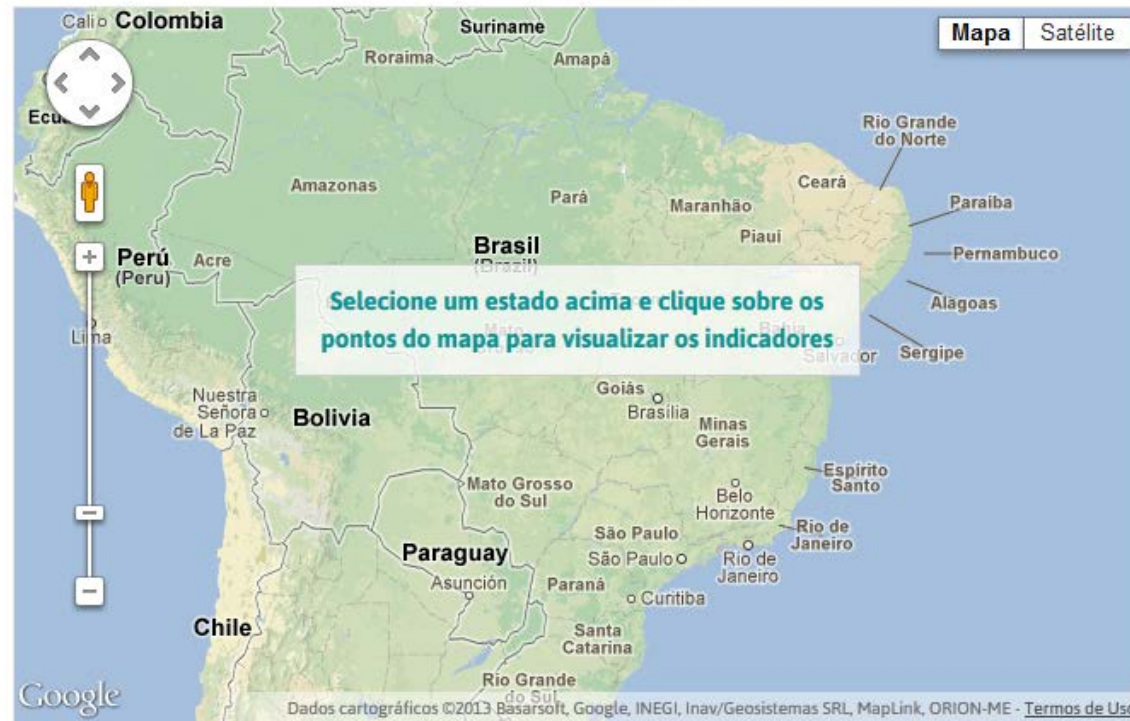 Cali
Colombia
Suriname
Mapa
Satélite
Roraima
Amapá
Rio Grande
do Norte
Amazonas
Pará
Maranhão
Ceará
Piauí
Paraíba
Perú
(Peru)
Acre
Brasil
(Brazil)
Pernambuco
Alagoas
Selecione um estado acima e clique sobre os
pontos do mapa para visualizar os indicadores
Lima
Mato
Bahia
Salvador
Sergipe
Nuestra
Señora
de La Paz
Bolivia
Goiás
Brasília
Minas
Gerais
Espírito
Santo
Mato Grosso
do Sul
Belo
Horizonte
Rio de
Janeiro
São Paulo
São Paulo
Rio de
Janeiro
Paraguay
Asunción
Paraná
Curitiba
Chile
Santa
Catarina
Rio Grande
do Sul
Google
Dados cartográficos ©2013 Basarsoft, Google, INEGI, Inav/Geosistemas SRL, MapLink, ORION-ME - Termos de Uso